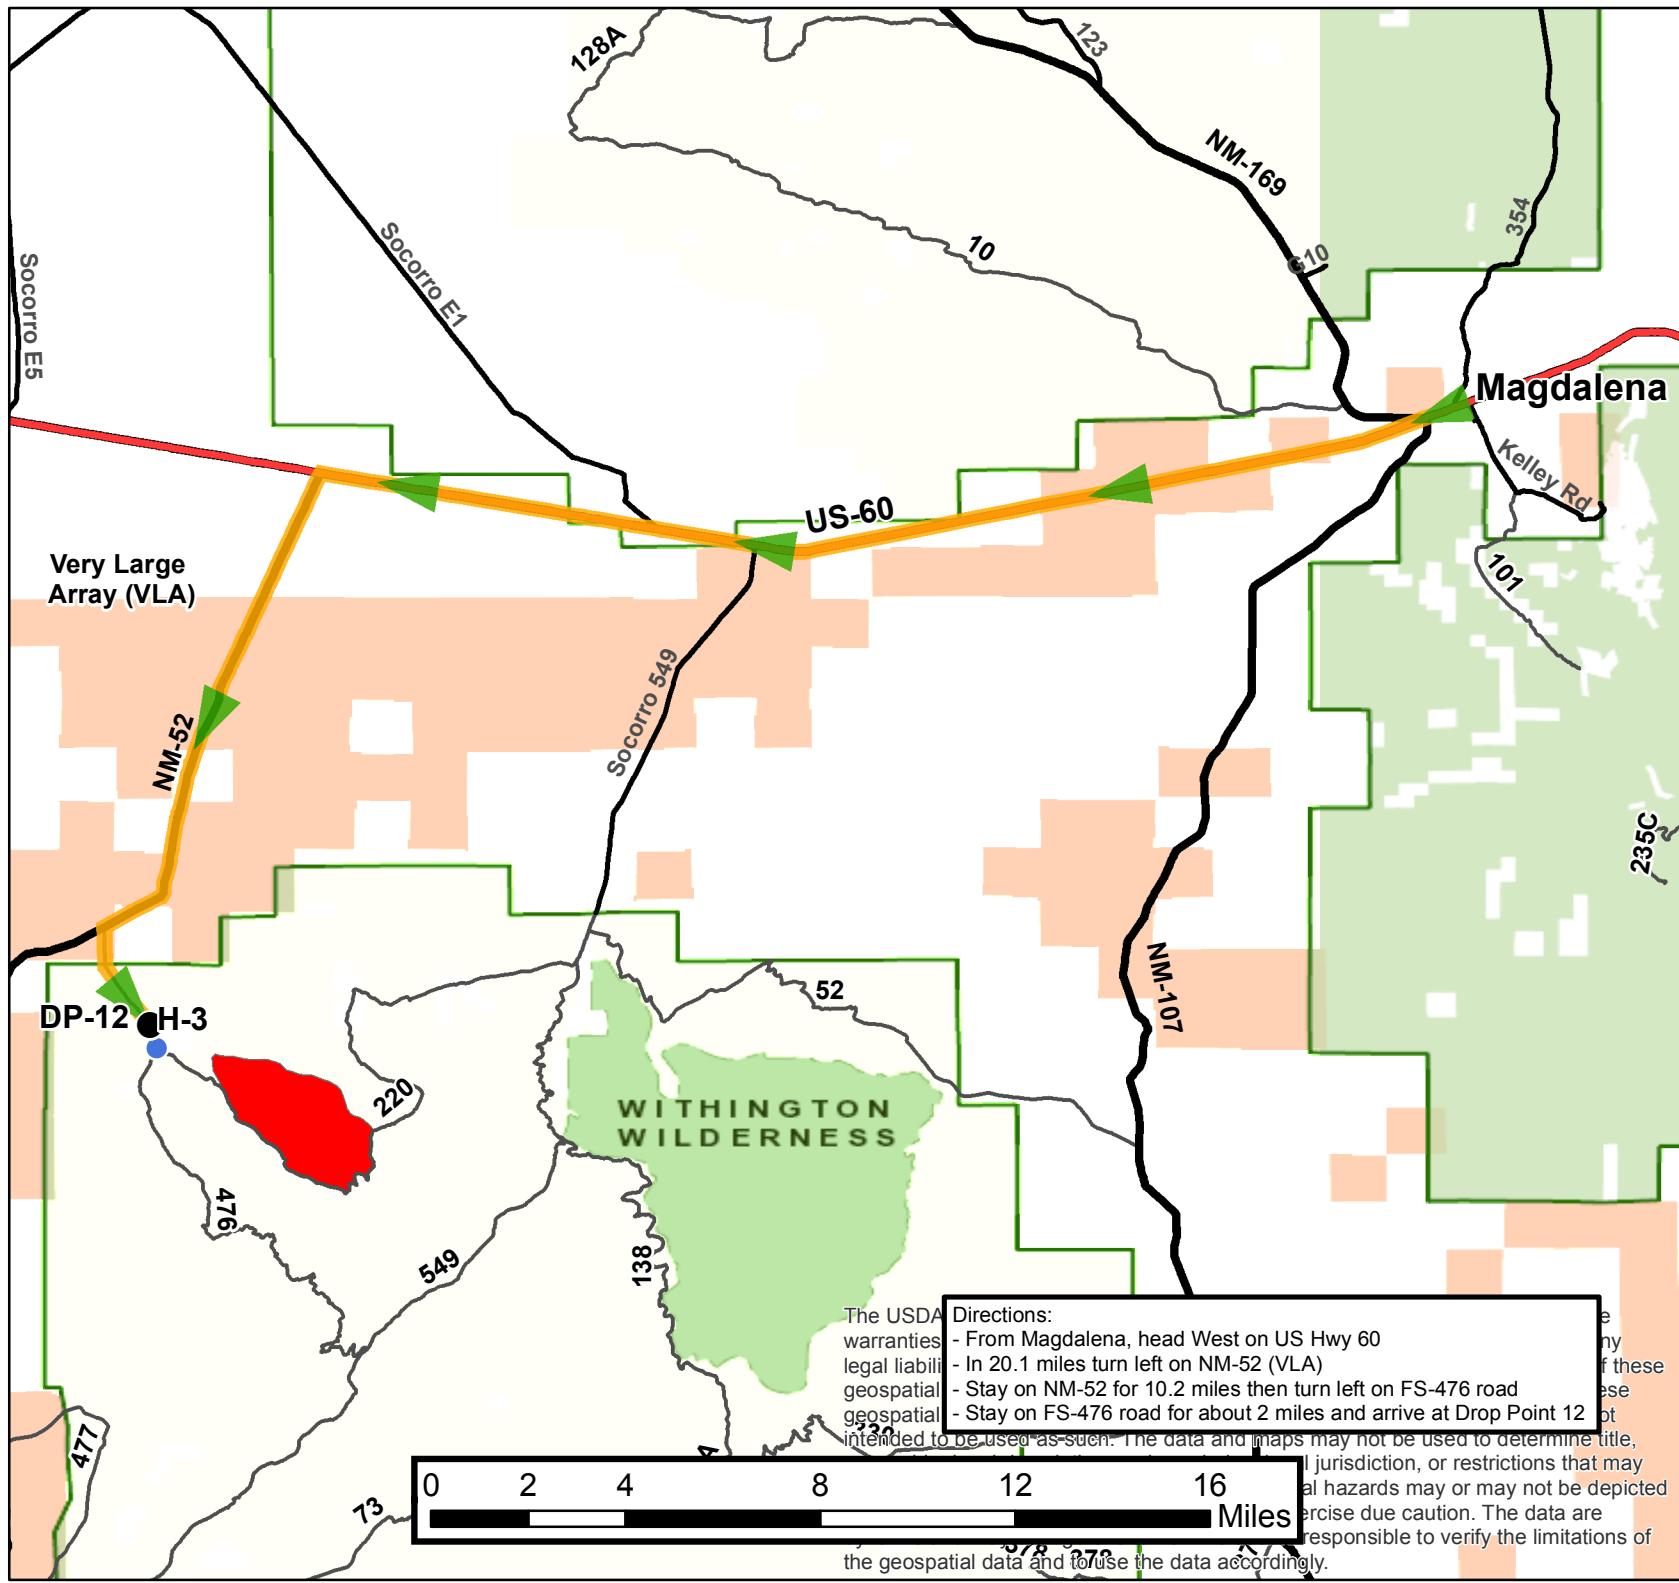 128A
123
NM-169
354
10
G10
Socorro E1
Socorro E5
Magdalena
Kelley Rd
US-60
101
Very Large
Array (VLA)
Socorro 549
NM-52
235C
NM-107
52
DP-12
H-3
220
WITHINGTON
WILDERNESS
476
549
138
477
73
A
332
378
373
Directions:
- From Magdalena, head West on US Hwy 60
- In 20.1 miles turn left on NM-52 (VLA)
- Stay on NM-52 for 10.2 miles then turn left on FS-476 road
- Stay on FS-476 road for about 2 miles and arrive at Drop Point 12
The USDA
warranties
legal liabili f these
geospatial
geospatial
intended to be used as such. The data and maps may not be used to determine title,
l jurisdiction, or restrictions that may
al hazards may or may not be depicted
ercise due caution. The data are
responsible to verify the limitations of
the geospatial data and to use the data accordingly.
0 2 4 8 12 16
Miles